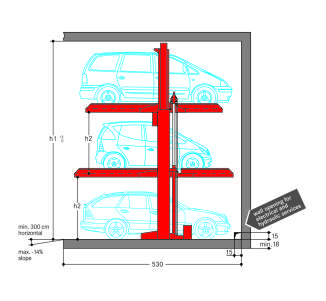 h1
h2
h2
wall opening for
electrical and
hydraulic services
min. 300 cm
horizontal
max. -14%
slope
15
min.18
15
530